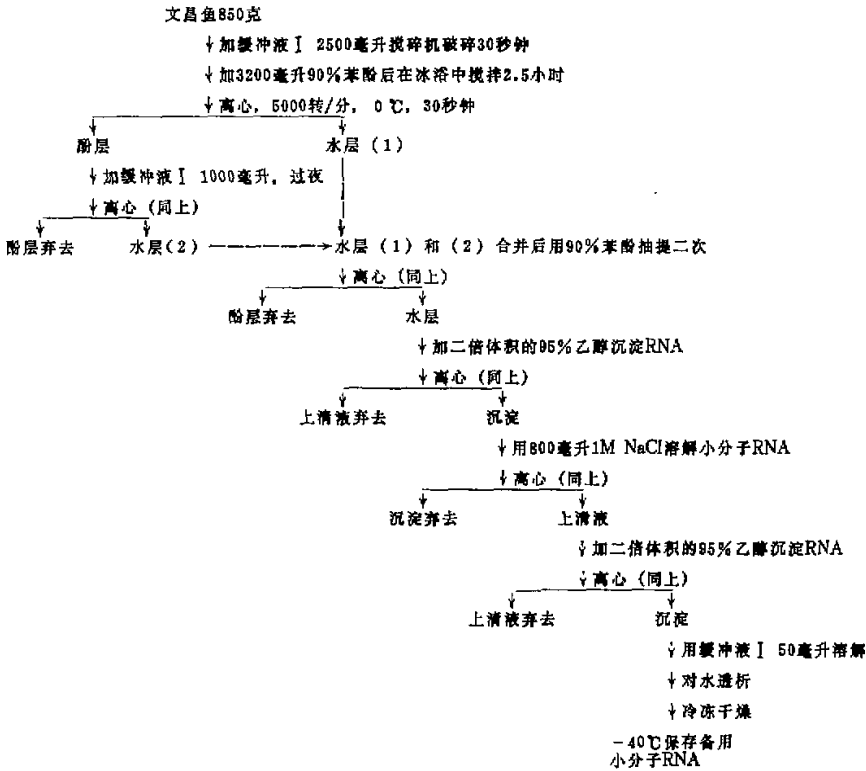 文昌鱼850克
加缓冲液Ⅰ 2500毫升搅碎机破碎30秒钟
加3200毫升90%苯酚后在冰浴中搅拌2.5小时
离心，5000转/分，0℃，30秒钟
酚层 水层(1)
加缓冲液Ⅰ 1000毫升，过夜
离心(同上)
酚层弃去 水层(2) 水层(1)和(2)合并后用90%苯酚抽提二次
离心(同上)
酚层弃去 水层
加二倍体积的95%乙醇沉淀RNA
离心(同上)
上清液弃去 沉淀
用800毫升1M NaCl溶解小分子RNA
离心(同上)
沉淀弃去 上清液
加二倍体积的95%乙醇沉淀RNA
离心(同上)
上清液弃去 沉淀
用缓冲液Ⅰ 50毫升溶解
对水透析
冷冻干燥
-40℃保存备用
小分子RNA